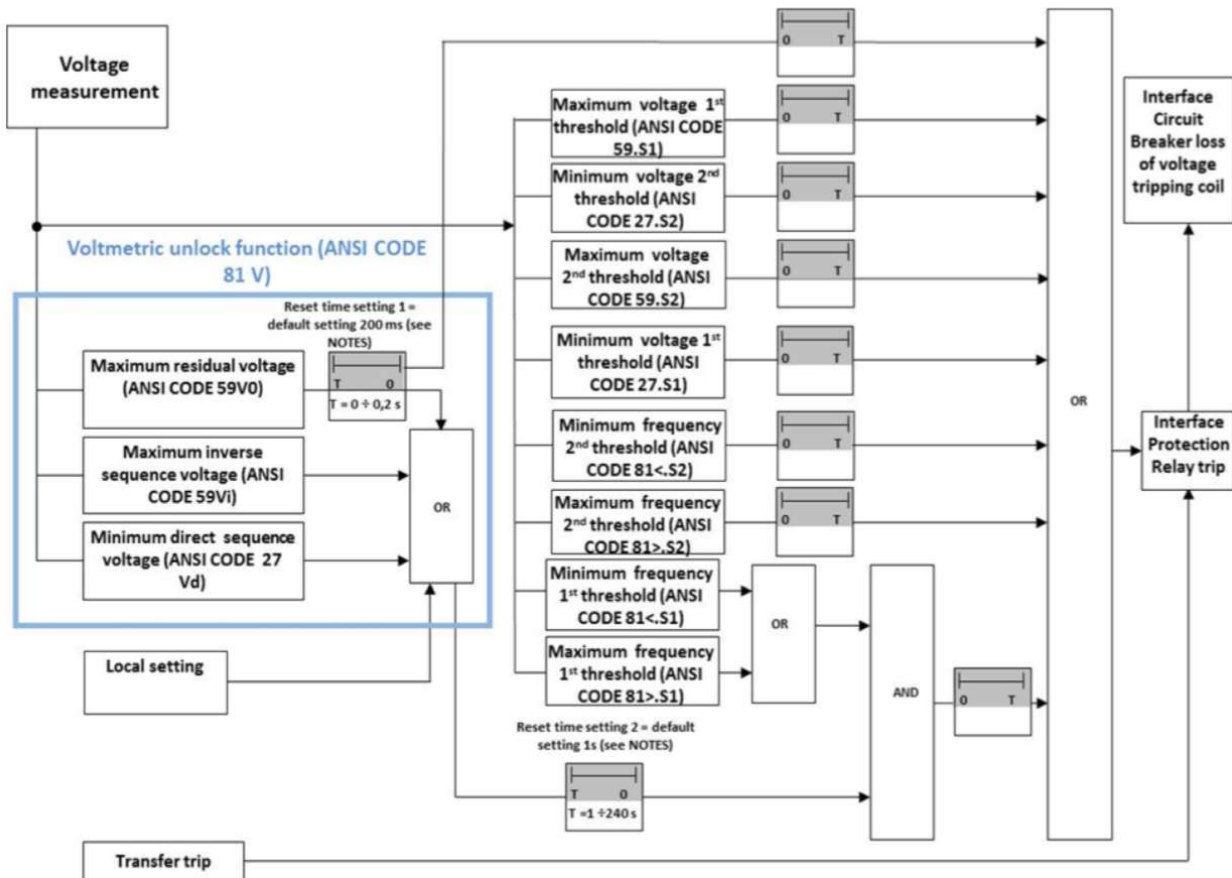 0 T
Voltage
measurement
Maximum voltage 1st
threshold (ANSI CODE
59.S1)
0 T
Interface
Circuit
Breaker loss
of voltage
tripping coil
Minimum voltage 2nd
threshold (ANSI
CODE 27.S2)
0 T
Voltmetric unlock function (ANSI CODE
81 V)
Maximum voltage
2nd threshold (ANSI
CODE 59.S2)
0 T
Reset time setting 1 =
default setting 200 ms (see
NOTES)
Maximum residual voltage
(ANSI CODE 59V0)
T 0
T = 0 ÷ 0,2 s
Minimum voltage 1st
threshold (ANSI
CODE 27.S1)
0 T
OR
Maximum inverse
sequence voltage (ANSI
CODE 59Vi)
OR
Minimum frequency
2nd threshold (ANSI
CODE 81<.S2)
0 T
Interface
Protection
Relay trip
Minimum direct sequence
voltage (ANSI CODE 27
Vd)
Maximum frequency
2nd threshold (ANSI
CODE 81>.S2)
0 T
Minimum frequency
1st threshold (ANSI
CODE 81<.S1)
OR
Local setting
Maximum frequency
1st threshold (ANSI
CODE 81>.S1)
AND
0 T
Reset time setting 2 = default
setting 1s (see NOTES)
T 0
T =1 ÷240 s
Transfer trip